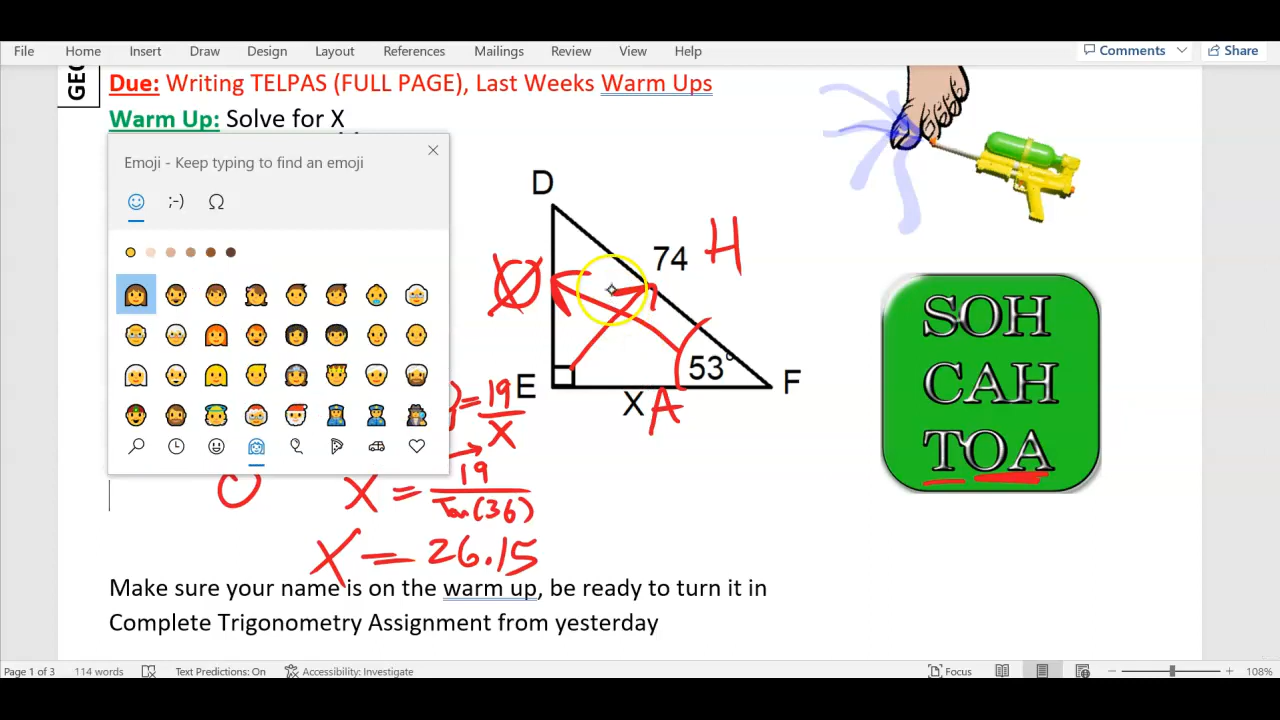 File Home Insert Draw Design Layout References Mailings Review View Help Comments Share
GEO
Due: Writing TELPAS (FULL PAGE), Last Weeks Warm Ups
Warm Up: Solve for X
Emoji - Keep typing to find an emoji
;-)
Ω
D
74 H
O
53°
E
X A
F
SOH
CAH
TOA
= 19
X
O
X = 19
Tan(36)
X = 26.15
Make sure your name is on the warm up, be ready to turn it in
Complete Trigonometry Assignment from yesterday
Page 1 of 3 114 words Text Predictions: On Accessibility: Investigate Focus 108%